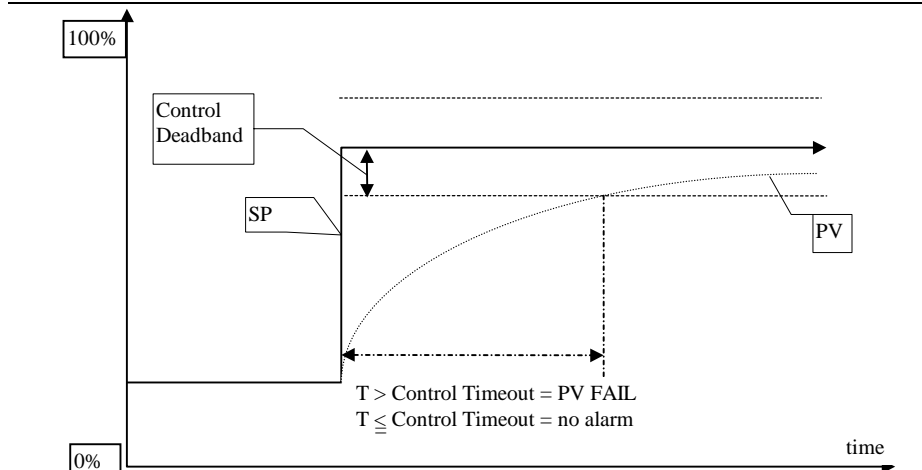 100%
Control
Deadband
SP
PV
T > Control Timeout = PV FAIL
T ≦ Control Timeout = no alarm
time
0%